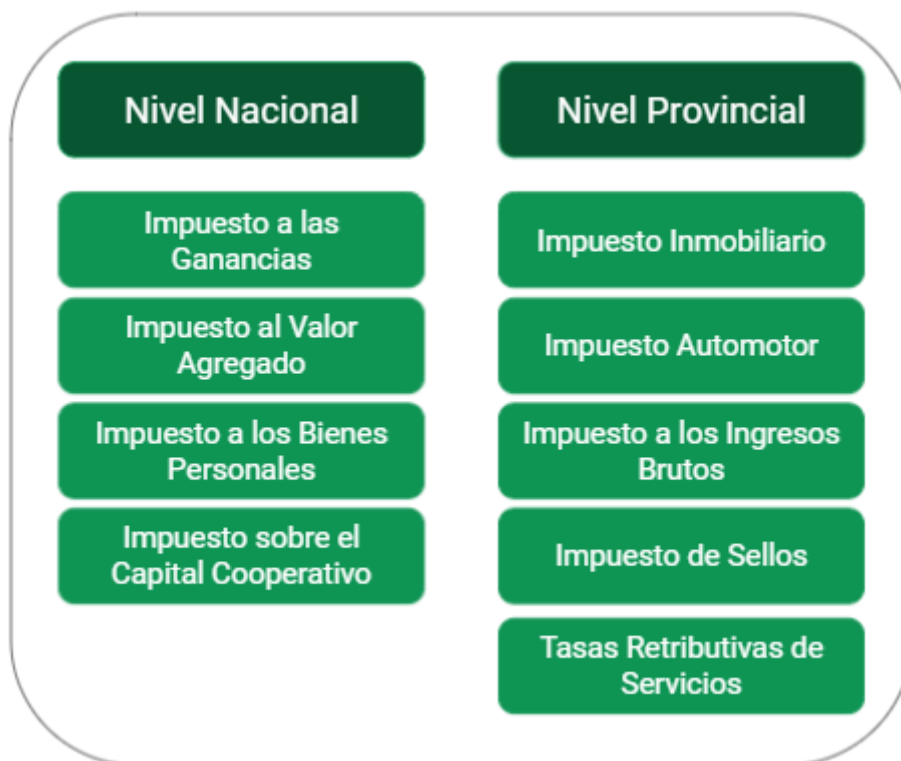 Nivel Nacional
Impuesto a las
Ganancias
Impuesto al Valor
Agregado
Impuesto a los Bienes
Personales
Impuesto sobre el
Capital Cooperativo
Nivel Provincial
Impuesto Inmobiliario
Impuesto Automotor
Impuesto a los Ingresos
Brutos
Impuesto de Sellos
Tasas Retributivas de
Servicios